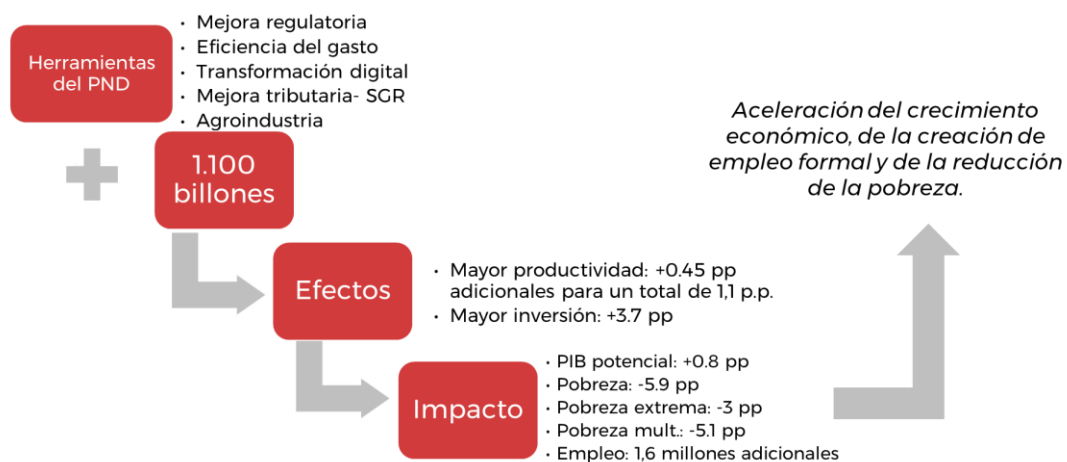 Herramientas
del PND
· Mejora regulatoria
· Eficiencia del gasto
· Transformación digital
· Mejora tributaria- SGR
· Agroindustria
1.100
billones
Efectos
· Mayor productividad: +0.45 pp
adicionales para un total de 1,1 p.p.
· Mayor inversión: +3.7 pp
Impacto
· PIB potencial: +0.8 pp
· Pobreza: -5.9 pp
· Pobreza extrema: -3 pp
· Pobreza mult.: -5.1 pp
· Empleo: 1,6 millones adicionales
Aceleración del crecimiento
económico, de la creación de
empleo formal y de la reducción
de la pobreza.